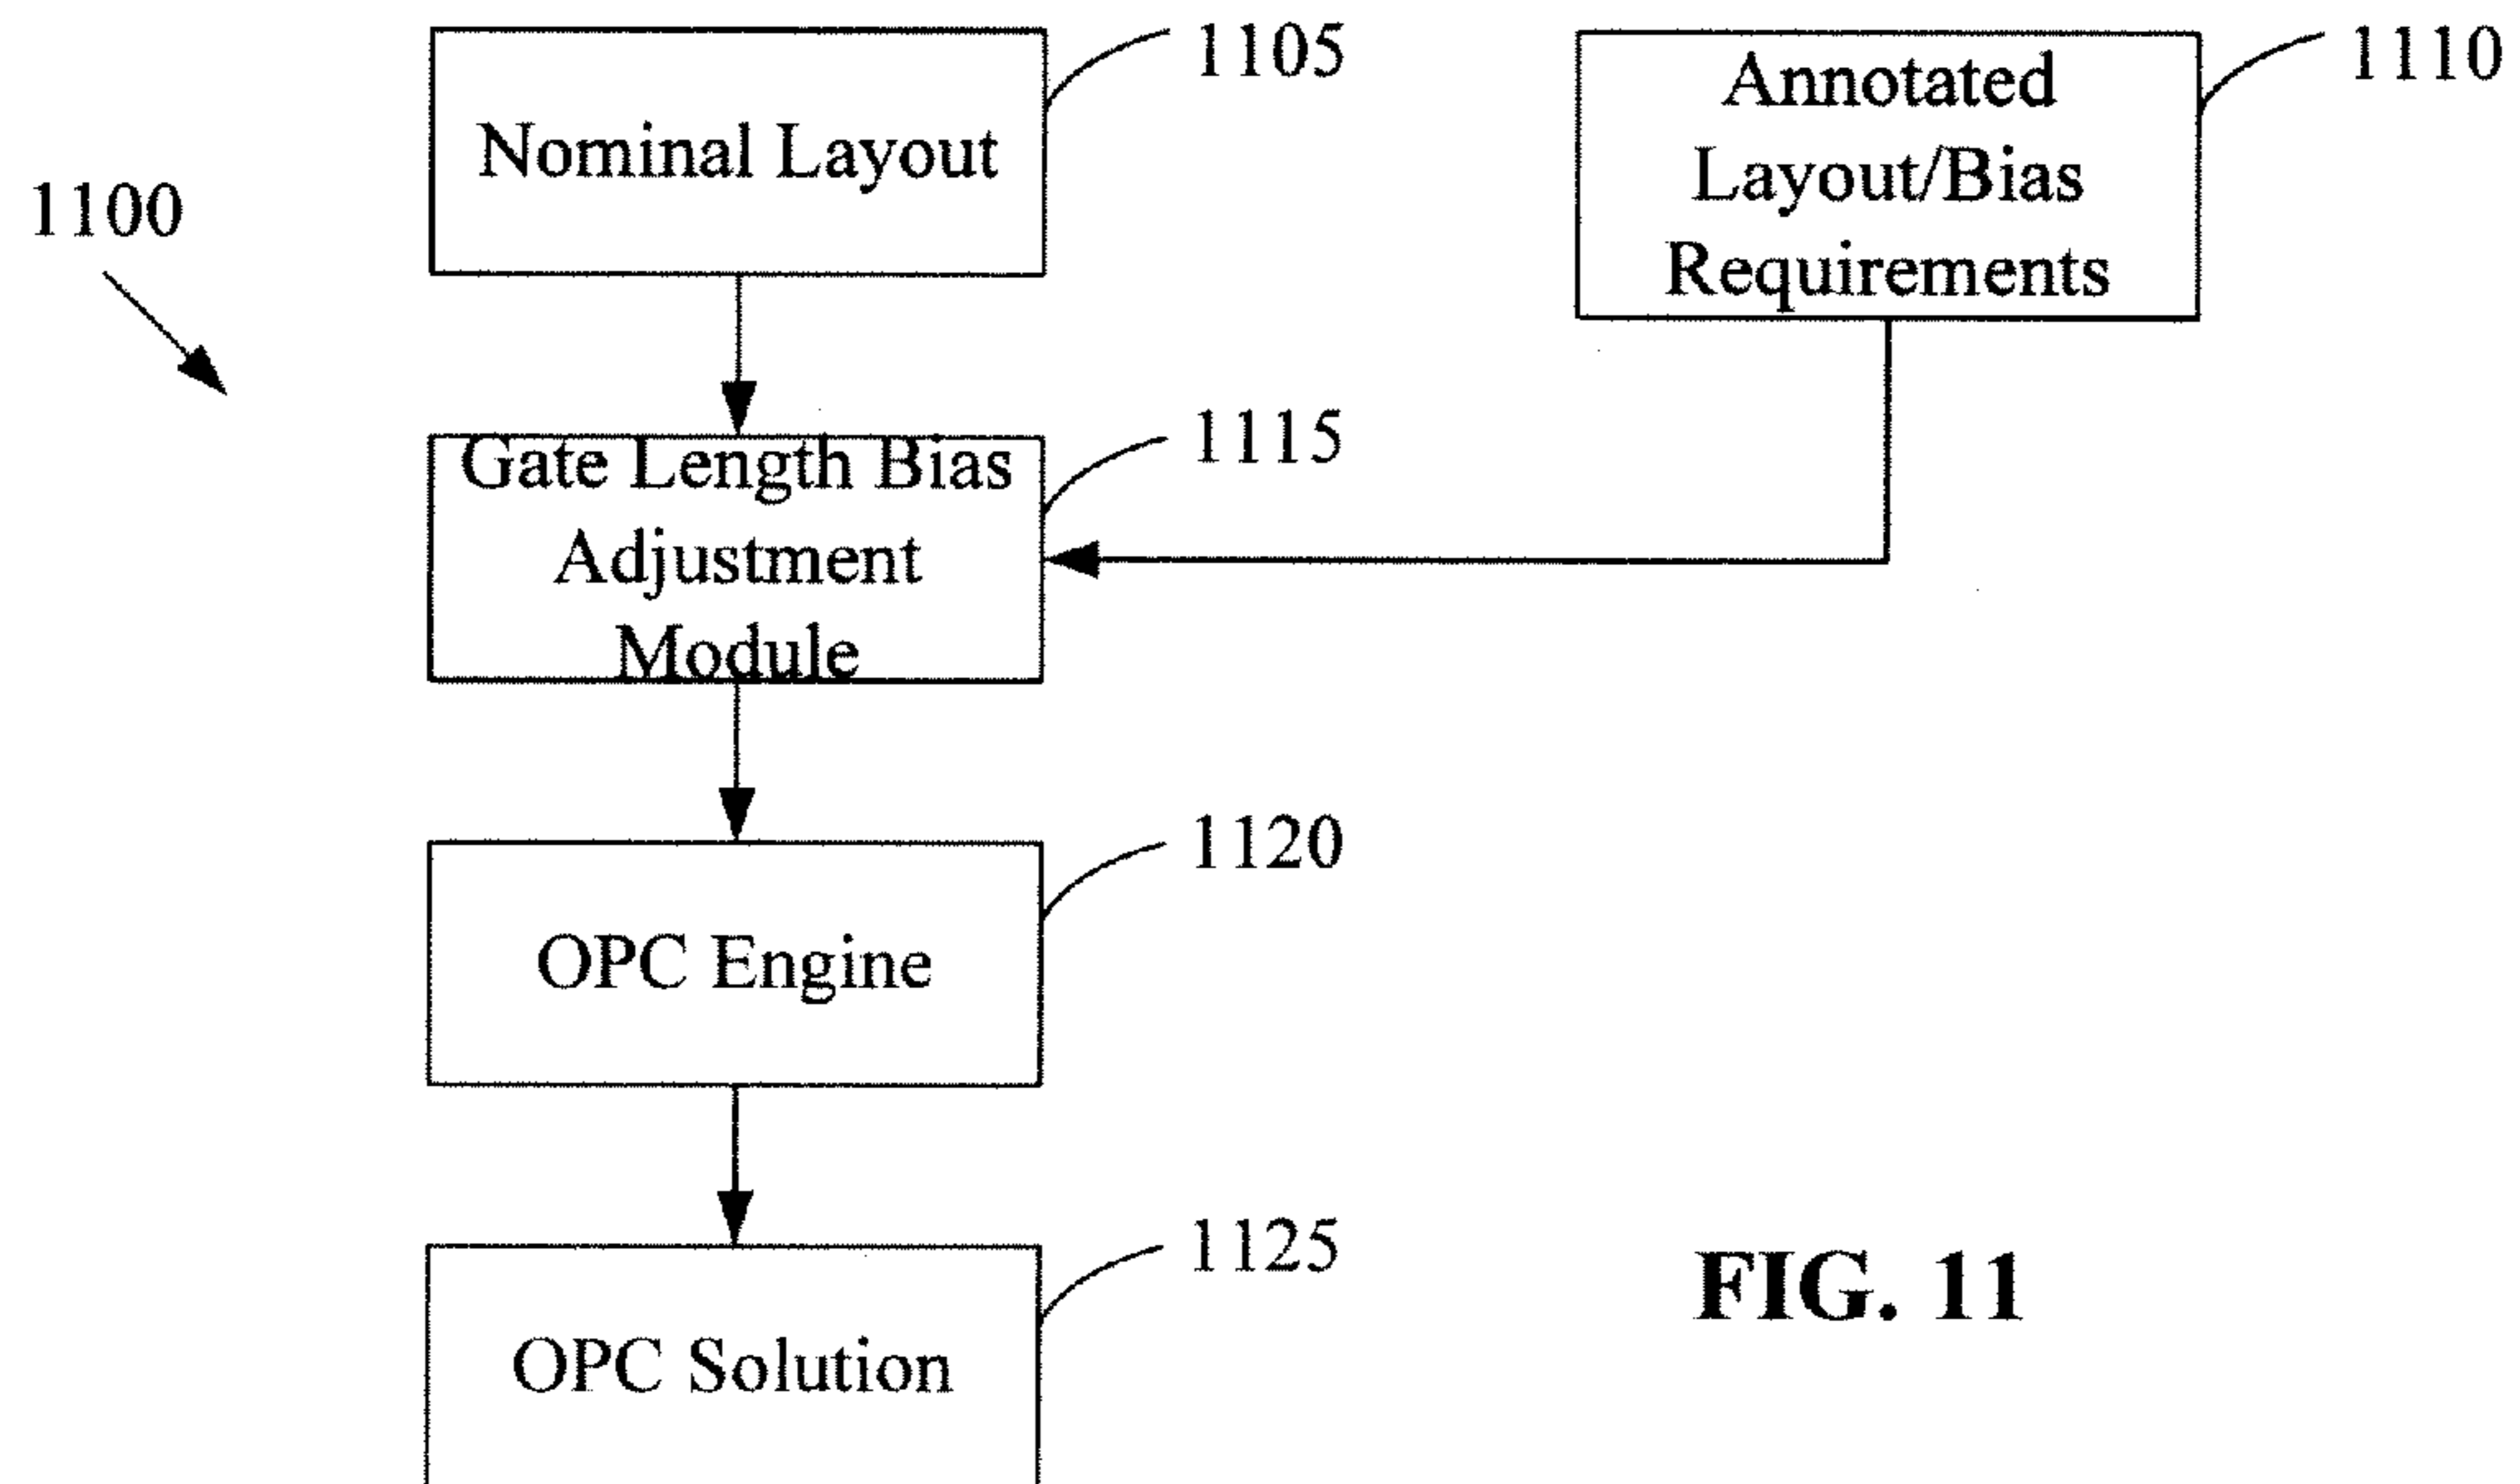 1105
Nominal Layout
1110
Annotated
Layout/Bias
Requirements
1100
1115
Gate Length Bias
Adjustment
Module
1120
OPC Engine
1125
OPC Solution
FIG. 11